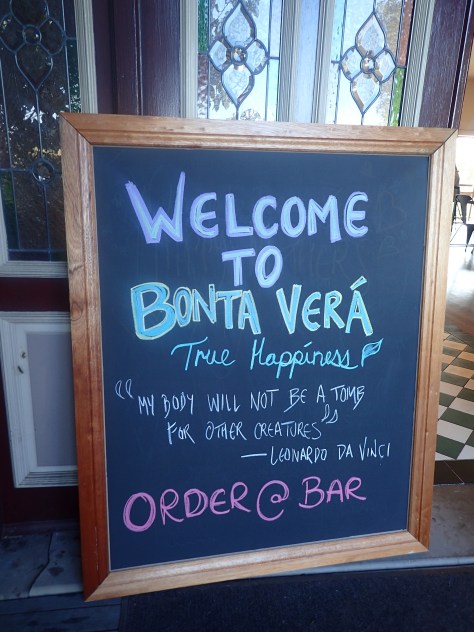 WELCOME
TO
BONTA VERÁ
True Happiness
"MY BODY WILL NOT BE A TOMB
FOR OTHER CREATURES"
— LEONARDO DA VINCI
ORDER @ BAR